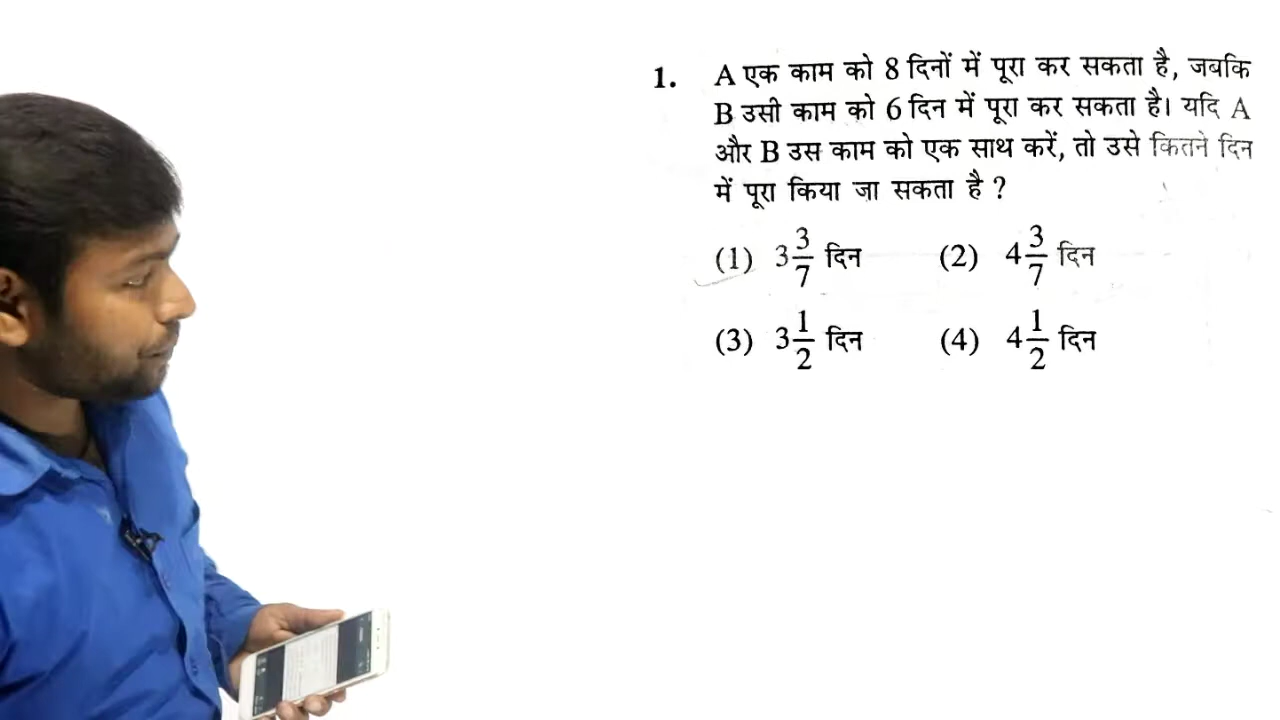 1. A एक काम को 8 दिनों में पूरा कर सकता है, जबकि
B उसी काम को 6 दिन में पूरा कर सकता है। यदि A
और B उस काम को एक साथ करें, तो उसे कितने दिन
में पूरा किया जा सकता है ?
(1) 3 3/7 दिन (2) 4 3/7 दिन
(3) 3 1/2 दिन (4) 4 1/2 दिन